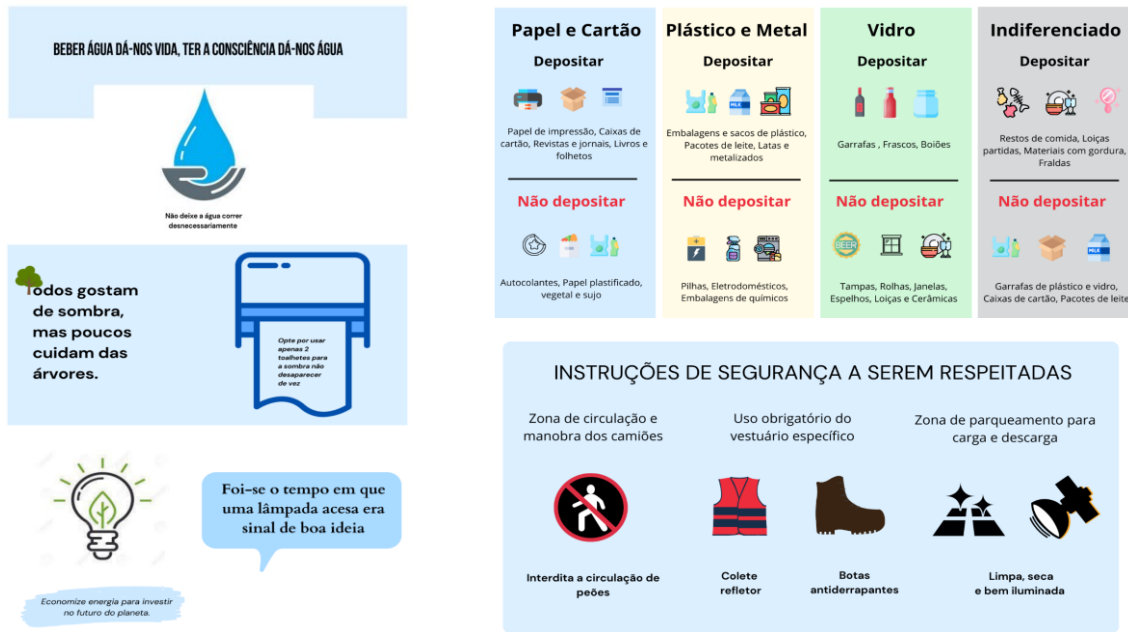 BEBER ÁGUA DÁ-NOS VIDA, TER A CONSCIÊNCIA DÁ-NOS ÁGUA
Não deixe a água correr
desnecessariamente
odos gostam
de sombra,
mas poucos
cuidam das
árvores.
Opte por usar
apenas 2
toalhetes para
a sombra não
desaparecer
de vez
Foi-se o tempo em que
uma lâmpada acesa era
sinal de boa ideia
Economize energia para investir
no futuro do planeta.
Papel e Cartão
Depositar
Papel de impressão, Caixas de
cartão, Revistas e jornais, Livros e
folhetos
Não depositar
Autocolantes, Papel plastificado,
vegetal e sujo
Plástico e Metal
Depositar
MILK
Embalagens e sacos de plástico,
Pacotes de leite, Latas e
metalizados
Não depositar
Pilhas, Eletrodomésticos,
Embalagens de químicos
Vidro
Depositar
Garrafas , Frascos, Boiões
Não depositar
BEER
Tampas, Rolhas, Janelas,
Espelhos, Loiças e Cerâmicas
Indiferenciado
Depositar
Restos de comida, Loiças
partidas, Materiais com gordura,
Fraldas
Não depositar
MILK
Garrafas de plástico e vidro,
Caixas de cartão, Pacotes de leite
INSTRUÇÕES DE SEGURANÇA A SEREM RESPEITADAS
Zona de circulação e
manobra dos camiões
Interdita a circulação de
peões
Uso obrigatório do
vestuário específico
Colete
refletor
Botas
antiderrapantes
Zona de parqueamento para
carga e descarga
Limpa, seca
e bem iluminada